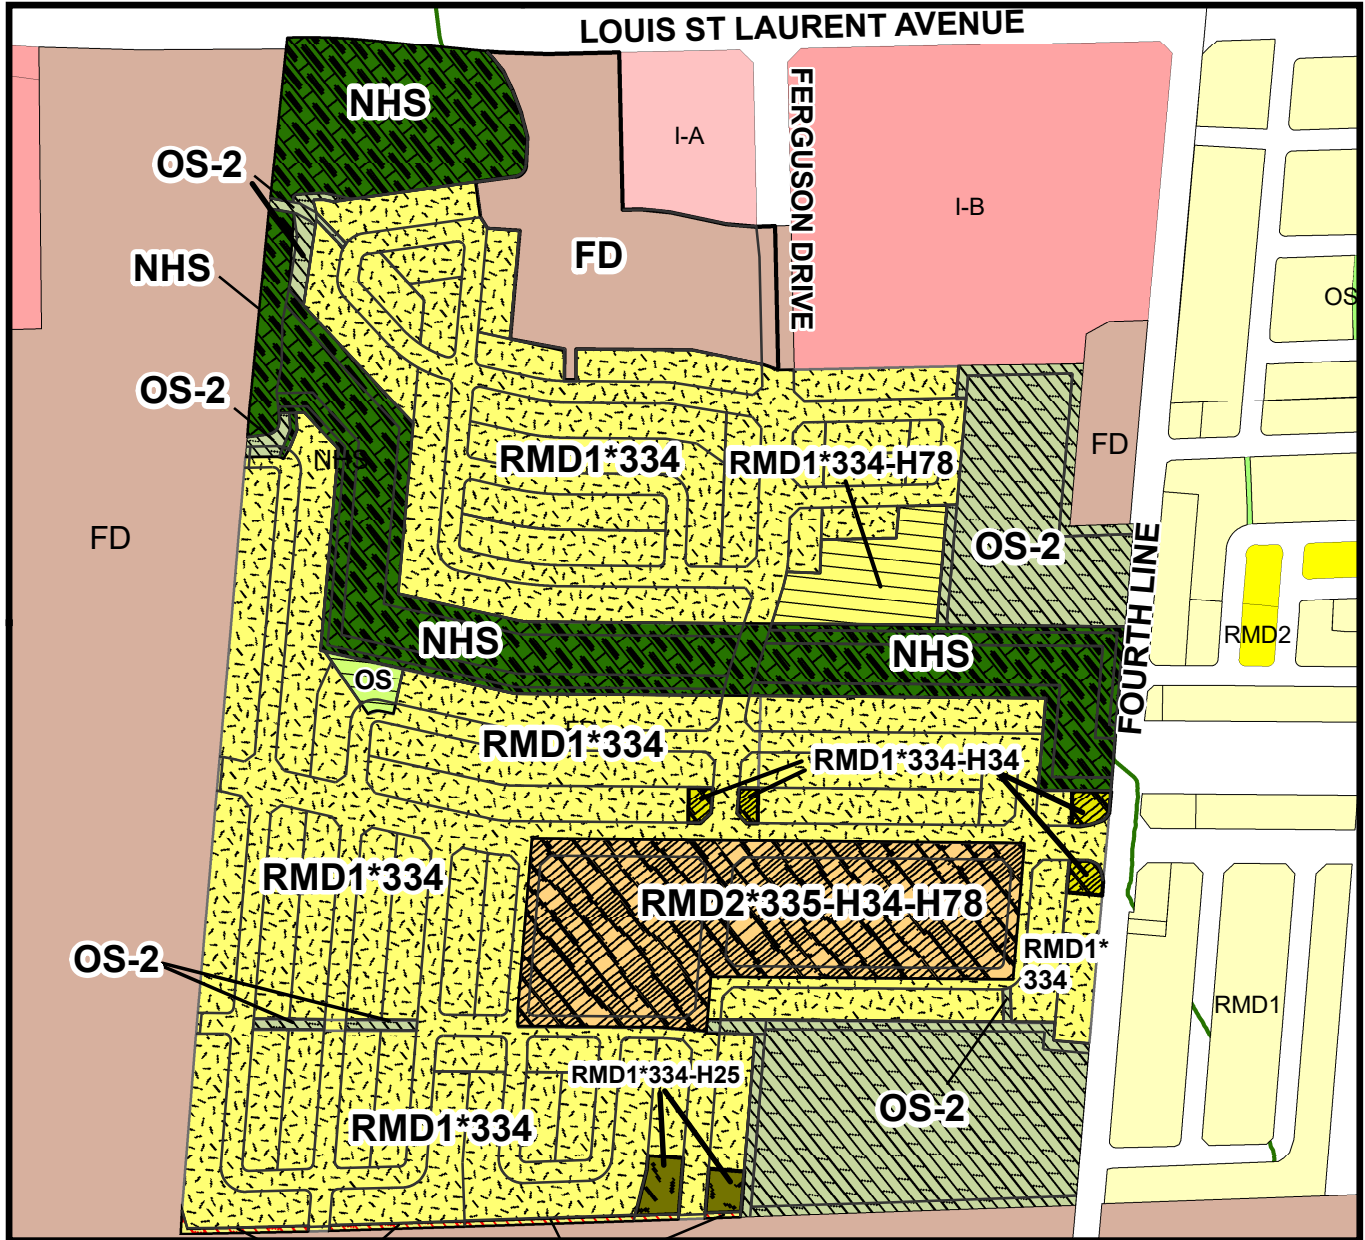 LOUIS ST LAURENT AVENUE
NHS
FERGUSON DRIVE
I-A
OS-2
I-B
FD
NHS
OS
OS-2
FD
RMD1*334
RMD1*334-H78
NHS
FD
OS-2
FOURTH LINE
RMD2
NHS
NHS
OS
RMD1*334
RMD1*334-H34
RMD1*334
RMD2*335-H34-H78
RMD1*
334
OS-2
RMD1
RMD1*334-H25
OS-2
RMD1*334